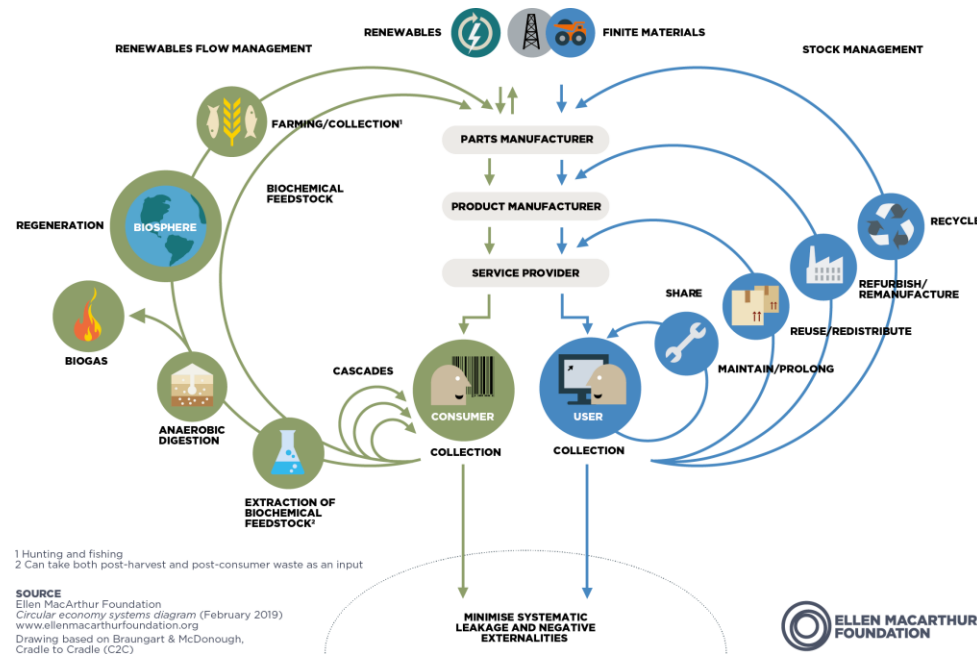 RENEWABLES
FINITE MATERIALS
RENEWABLES FLOW MANAGEMENT
STOCK MANAGEMENT
FARMING/COLLECTION¹
PARTS MANUFACTURER
BIOCHEMICAL
FEEDSTOCK
PRODUCT MANUFACTURER
REGENERATION
BIOSPHERE
RECYCLE
SERVICE PROVIDER
SHARE
REFURBISH/
REMANUFACTURE
BIOGAS
REUSE/REDISTRIBUTE
CASCADES
MAINTAIN/PROLONG
CONSUMER
USER
ANAEROBIC
DIGESTION
COLLECTION
COLLECTION
EXTRACTION OF
BIOCHEMICAL
FEEDSTOCK²
1 Hunting and fishing
2 Can take both post-harvest and post-consumer waste as an input
SOURCE
Ellen MacArthur Foundation
Circular economy systems diagram (February 2019)
www.ellenmacarthurfoundation.org
Drawing based on Braungart & McDonough,
Cradle to Cradle (C2C)
MINIMISE SYSTEMATIC
LEAKAGE AND NEGATIVE
EXTERNALITIES
ELLEN MACARTHUR
FOUNDATION